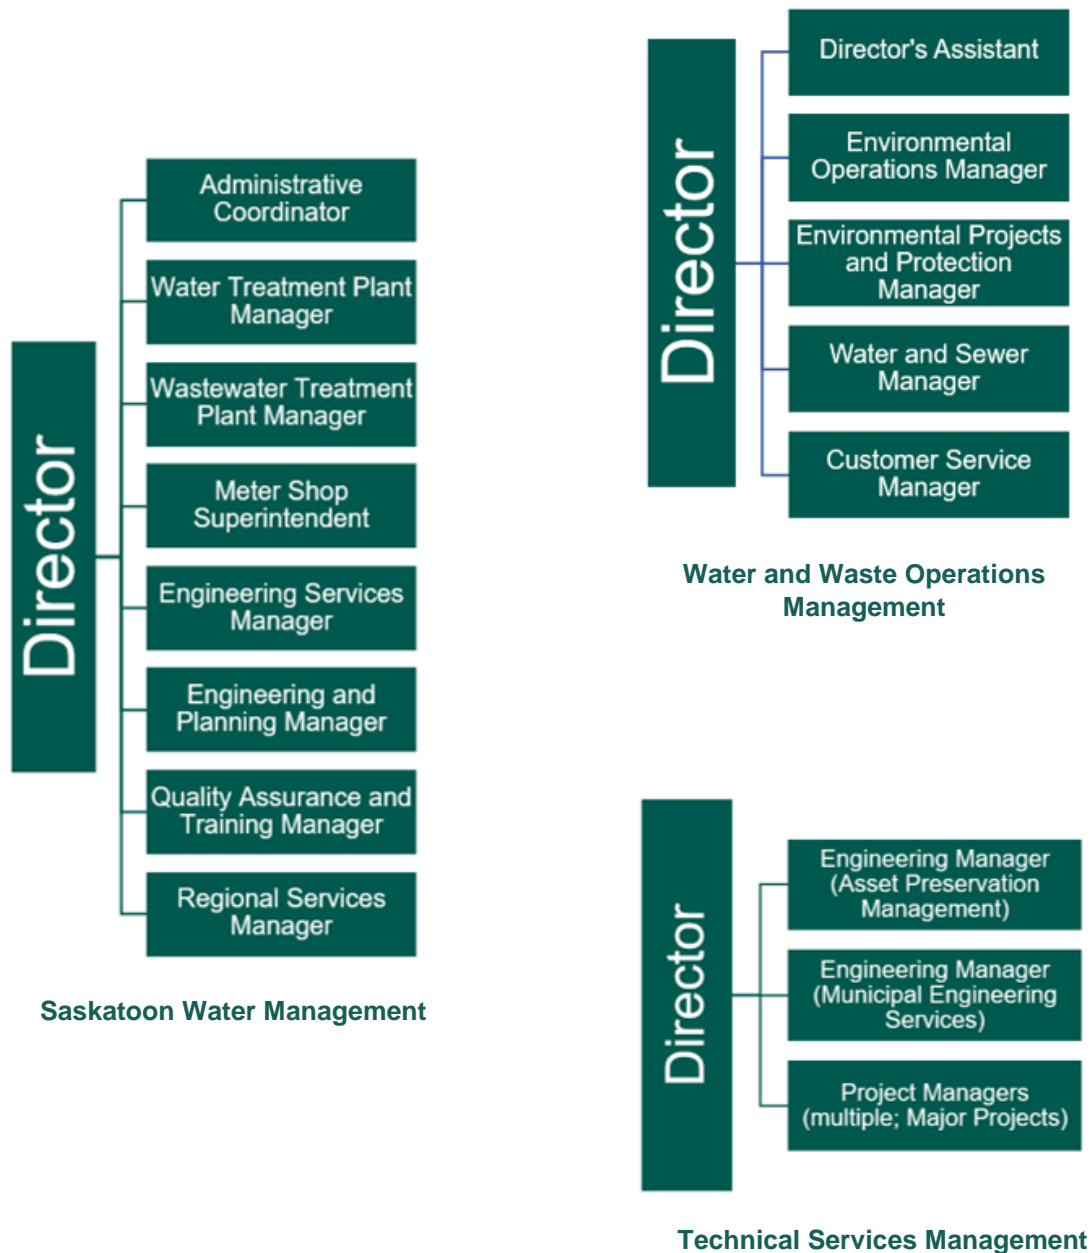 Director
Administrative
Coordinator
Water Treatment Plant
Manager
Wastewater Treatment
Plant Manager
Meter Shop
Superintendent
Engineering Services
Manager
Engineering and
Planning Manager
Quality Assurance and
Training Manager
Regional Services
Manager
Saskatoon Water Management
Director
Director's Assistant
Environmental
Operations Manager
Environmental Projects
and Protection
Manager
Water and Sewer
Manager
Customer Service
Manager
Water and Waste Operations
Management
Director
Engineering Manager
(Asset Preservation
Management)
Engineering Manager
(Municipal Engineering
Services)
Project Managers
(multiple; Major Projects)
Technical Services Management